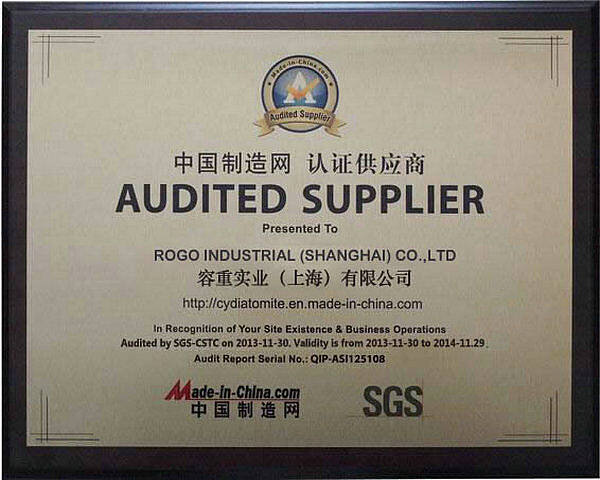 Made-in-China.com
Audited Supplier
中国制造网 认证供应商
AUDITED SUPPLIER
Presented To
ROGO INDUSTRIAL (SHANGHAI) CO.,LTD
容重实业（上海）有限公司
http://cydiatomite.en.made-in-china.com
In Recognition of Your Site Existence & Business Operations
Audited by SGS-CSTC on 2013-11-30. Validity is from 2013-11-30 to 2014-11-29.
Audit Report Serial No.: QIP-ASI125108
Made-in-China.com
中国制造网
SGS